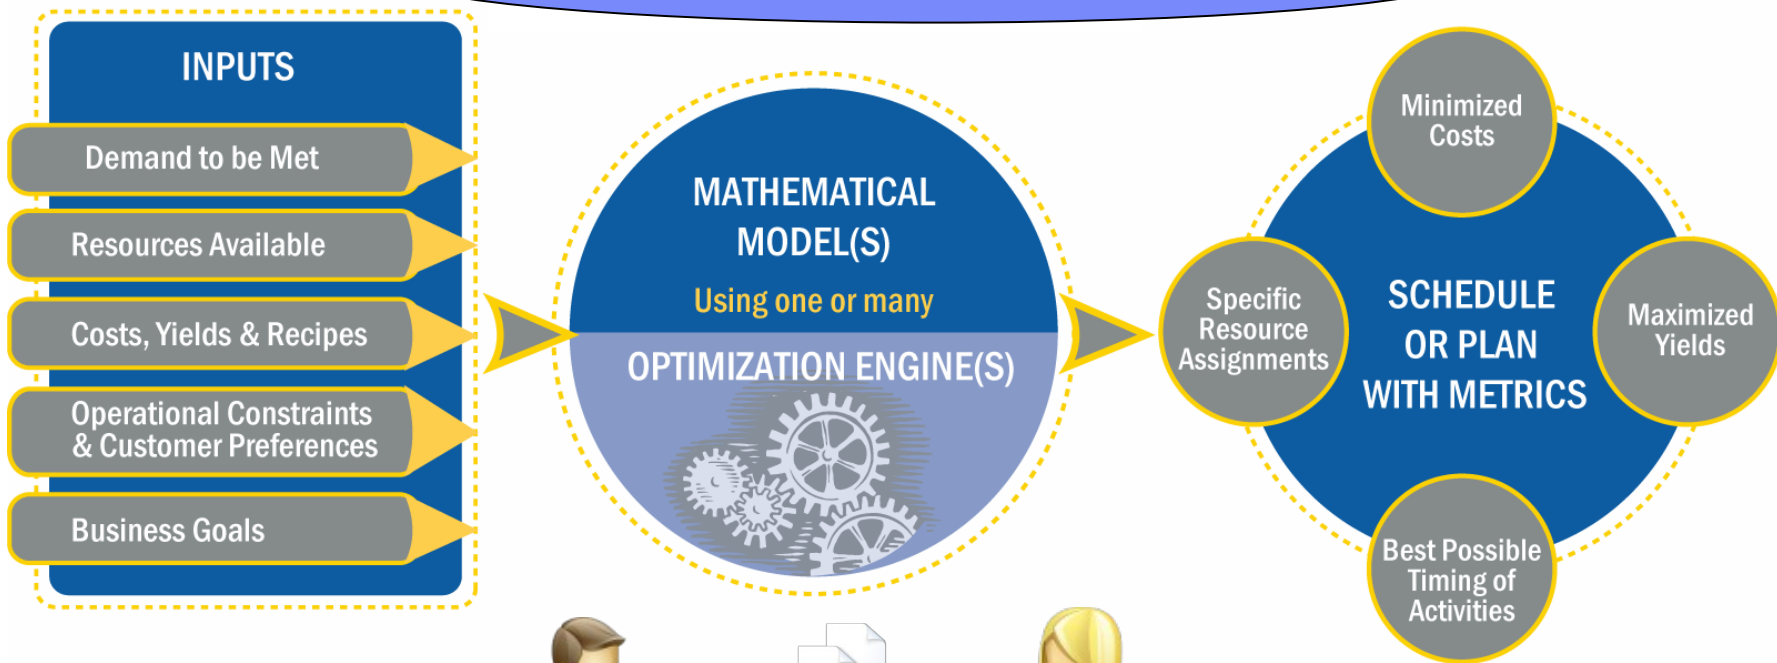 INPUTS
Demand to be Met
Resources Available
Costs, Yields & Recipes
Operational Constraints
& Customer Preferences
Business Goals
MATHEMATICAL
MODEL(S)
Using one or many
OPTIMIZATION ENGINE(S)
Minimized
Costs
Specific
Resource
Assignments
SCHEDULE
OR PLAN
WITH METRICS
Maximized
Yields
Best Possible
Timing of
Activities